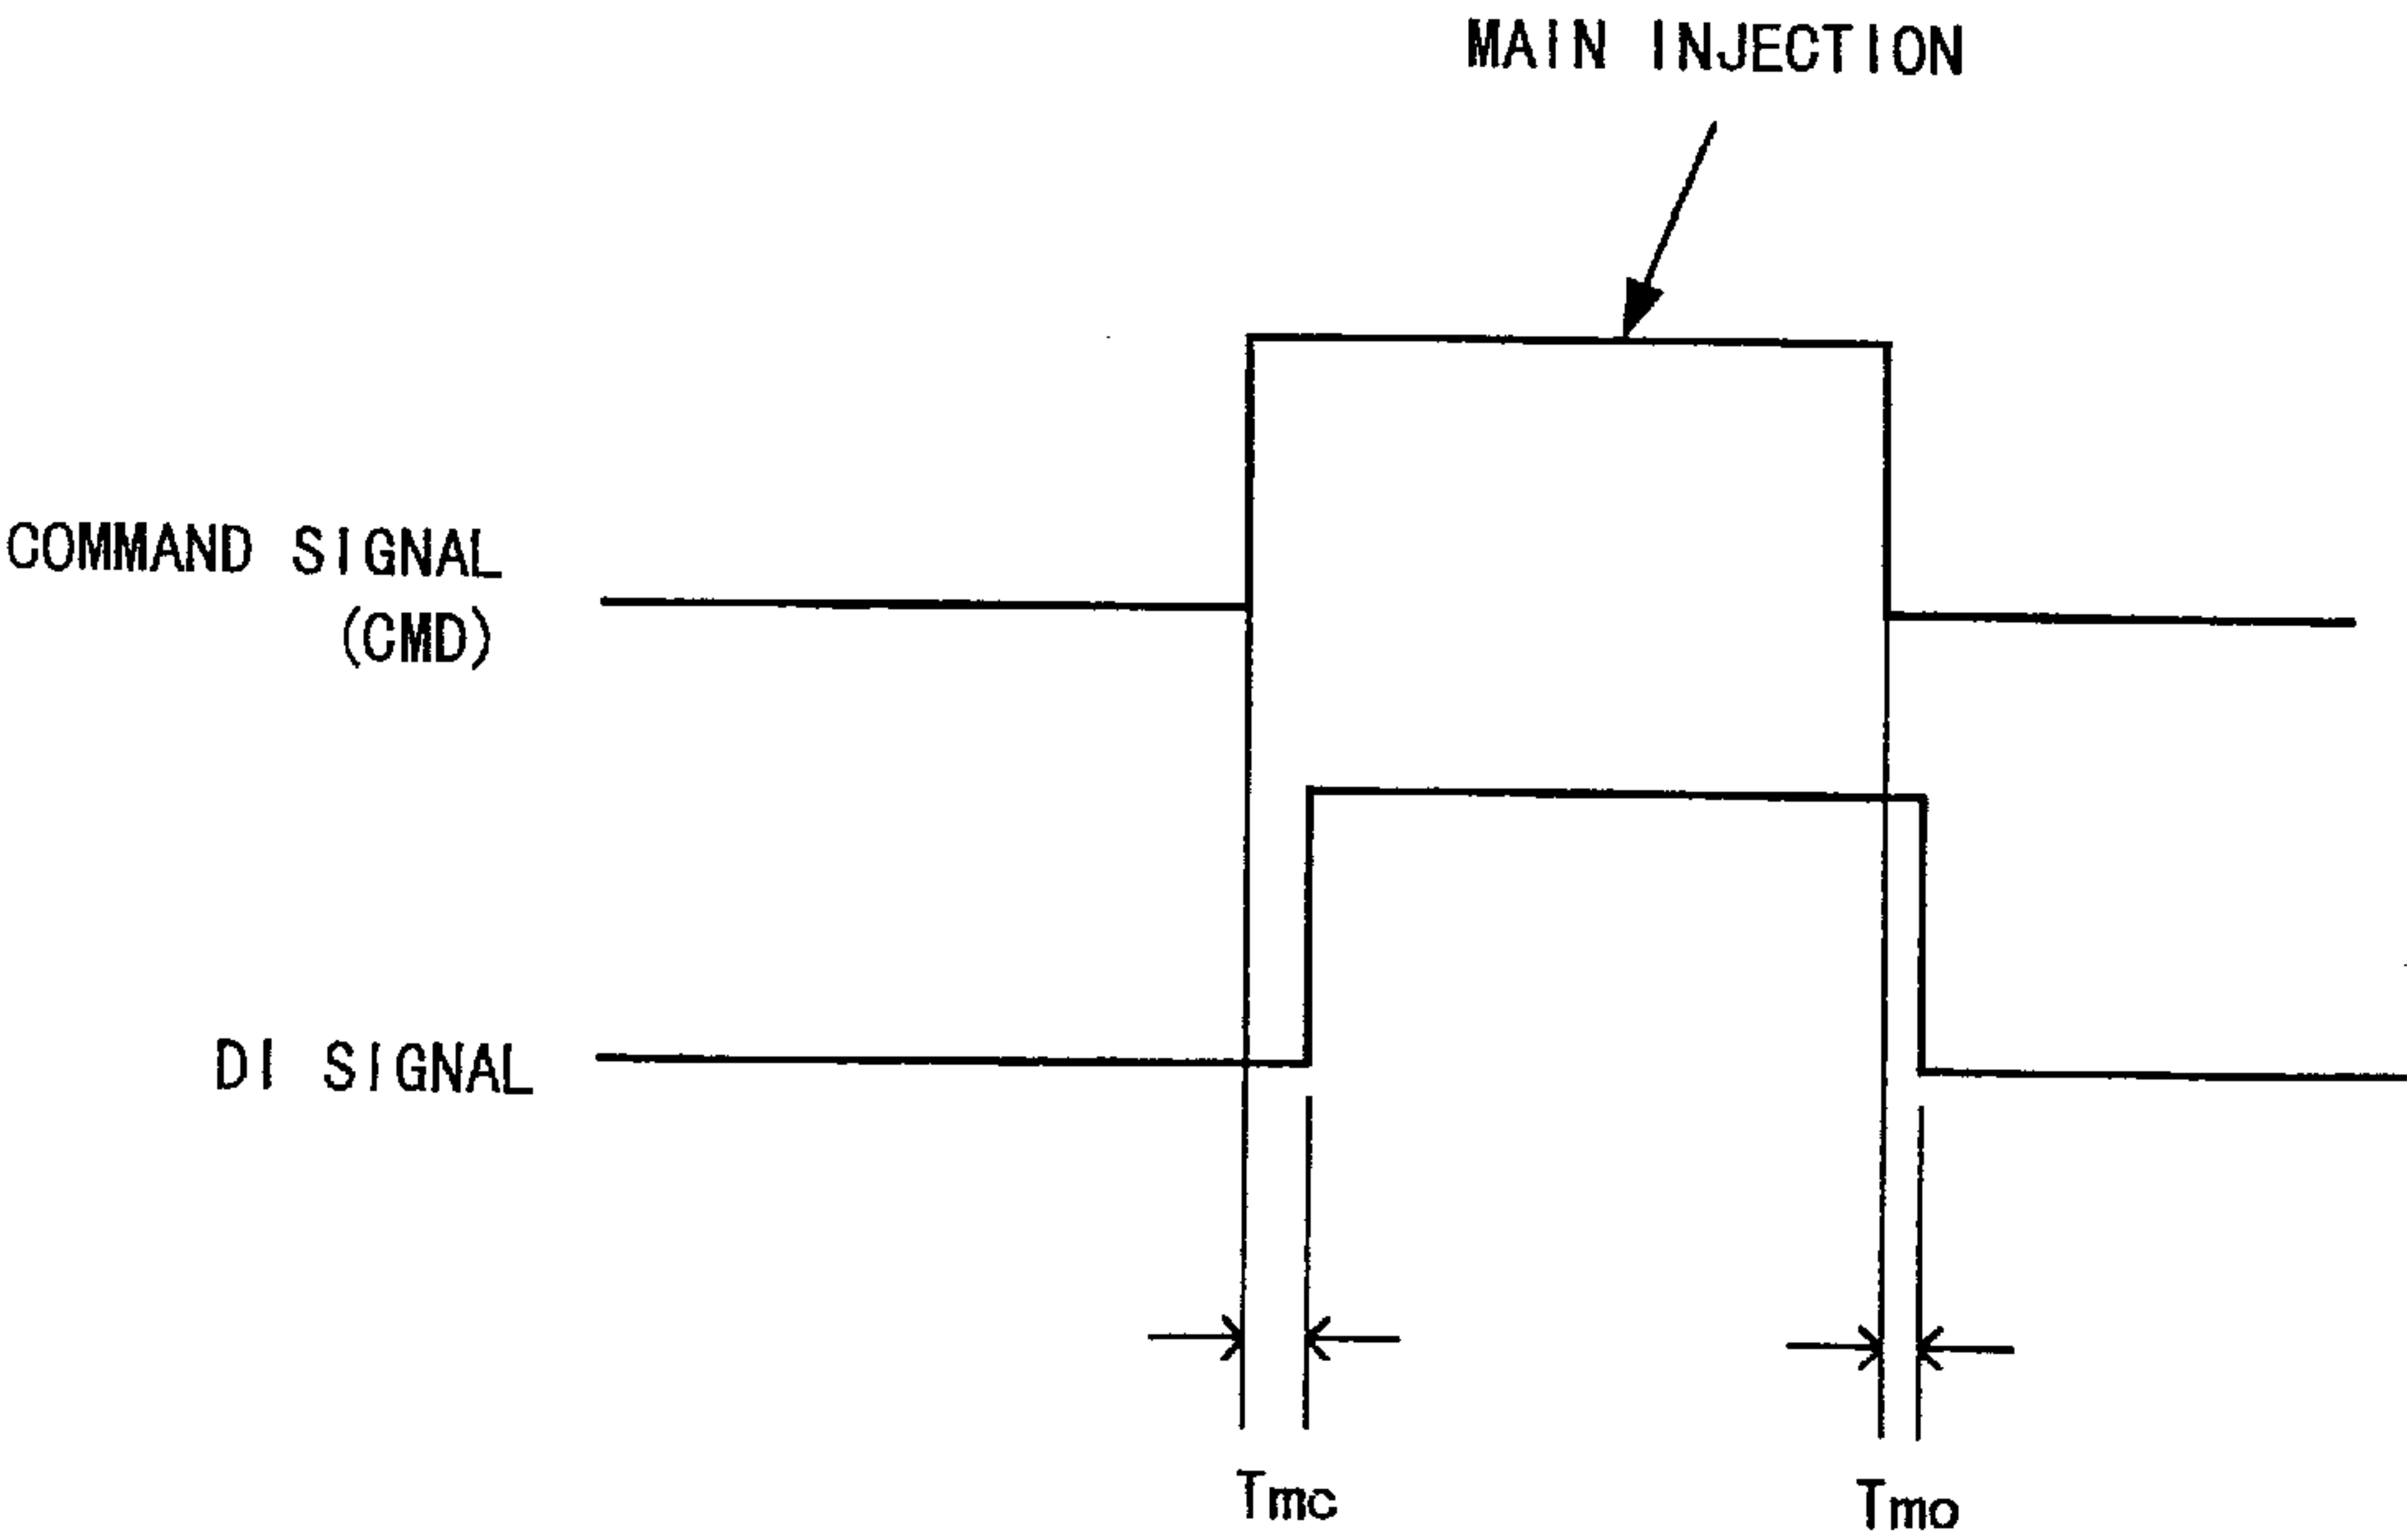 MAIN INJECTION
COMMAND SIGNAL
(CMD)
DI SIGNAL
Tmc
Tmo